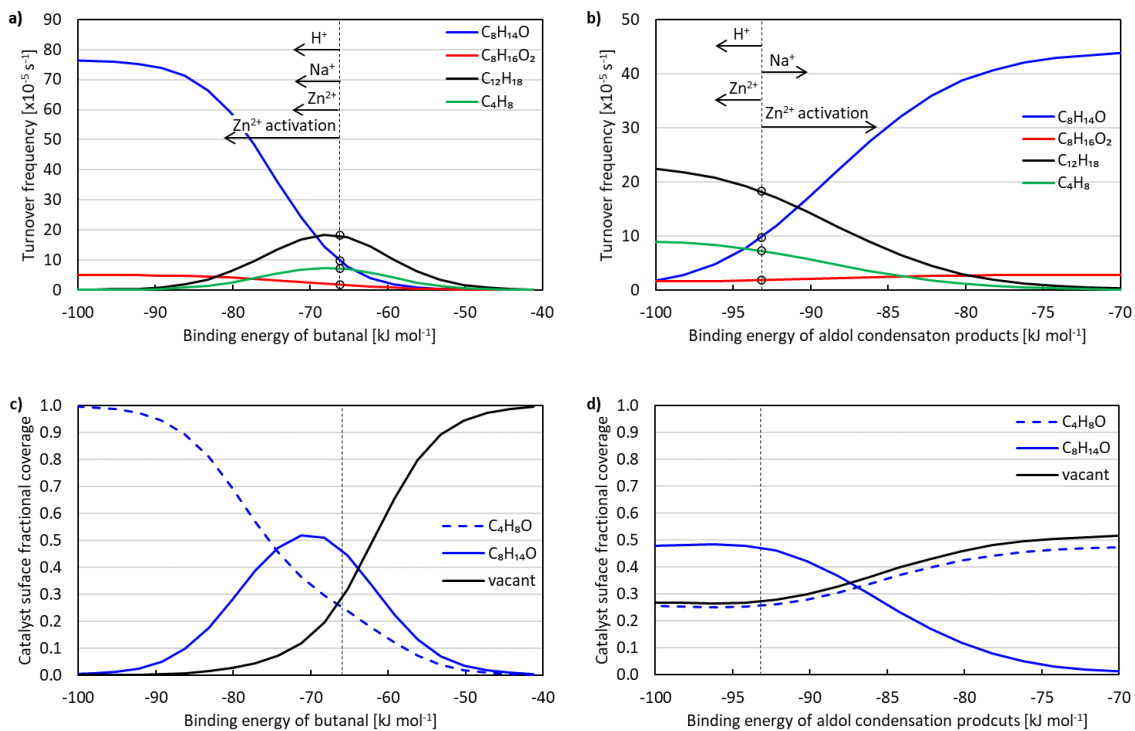 a)
Turnover frequency [x10⁻⁵ s⁻¹]
90
80
70
60
50
40
30
20
10
0
H⁺
Na⁺
Zn²⁺
Zn²⁺ activation
C₈H₁₄O
C₈H₁₆O₂
C₁₂H₁₈
C₄H₈
-100 -90 -80 -70 -60 -50 -40
Binding energy of butanal [kJ mol⁻¹]
b)
Turnover frequency [x10⁻⁵ s⁻¹]
50
40
30
20
10
0
H⁺
Na⁺
Zn²⁺
Zn²⁺ activation
C₈H₁₄O
C₈H₁₆O₂
C₁₂H₁₈
C₄H₈
-100 -95 -90 -85 -80 -75 -70
Binding energy of aldol condensaton products [kJ mol⁻¹]
c)
Catalyst surface fractional coverage
1.0
0.9
0.8
0.7
0.6
0.5
0.4
0.3
0.2
0.1
0.0
C₄H₈O
C₈H₁₄O
vacant
-100 -90 -80 -70 -60 -50 -40
Binding energy of butanal [kJ mol⁻¹]
d)
Catalyst surface fractional coverage
1.0
0.9
0.8
0.7
0.6
0.5
0.4
0.3
0.2
0.1
0.0
C₄H₈O
C₈H₁₄O
vacant
-100 -95 -90 -85 -80 -75 -70
Binding energy of aldol condensation prodcuts [kJ mol⁻¹]